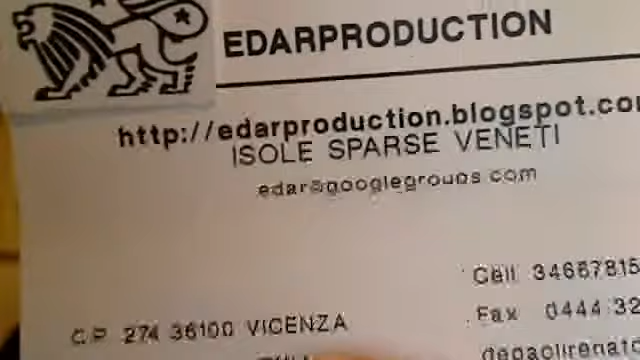 EDARPRODUCTION
http://edarproduction.blogspot.co
ISOLE SPARSE VENETI
edar@googlegroups.com
Cell 34667815
C.P. 274 36100 VICENZA
Fax 0444 32